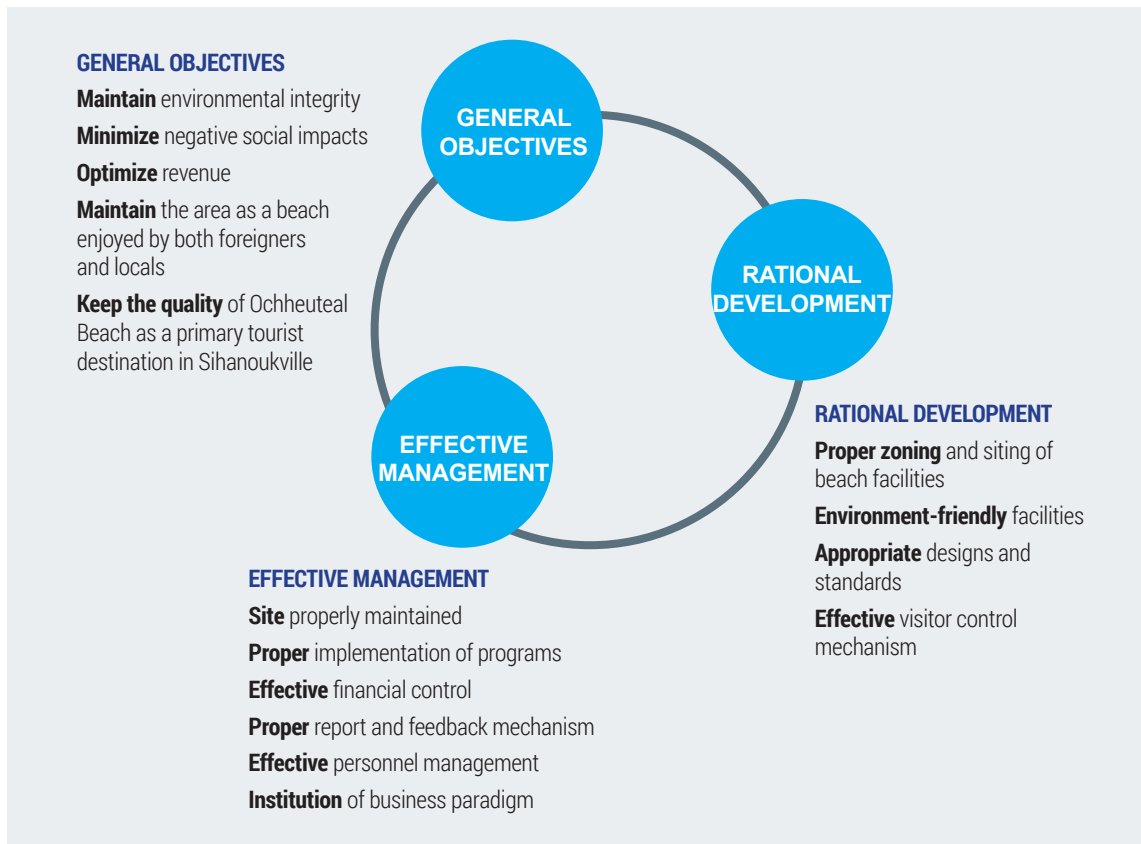 GENERAL OBJECTIVES
Maintain environmental integrity
Minimize negative social impacts
Optimize revenue
Maintain the area as a beach
enjoyed by both foreigners
and locals
Keep the quality of Ochheuteal
Beach as a primary tourist
destination in Sihanoukville
GENERAL
OBJECTIVES
RATIONAL
DEVELOPMENT
EFFECTIVE
MANAGEMENT
RATIONAL DEVELOPMENT
Proper zoning and siting of
beach facilities
Environment-friendly facilities
Appropriate designs and
standards
Effective visitor control
mechanism
EFFECTIVE MANAGEMENT
Site properly maintained
Proper implementation of programs
Effective financial control
Proper report and feedback mechanism
Effective personnel management
Institution of business paradigm